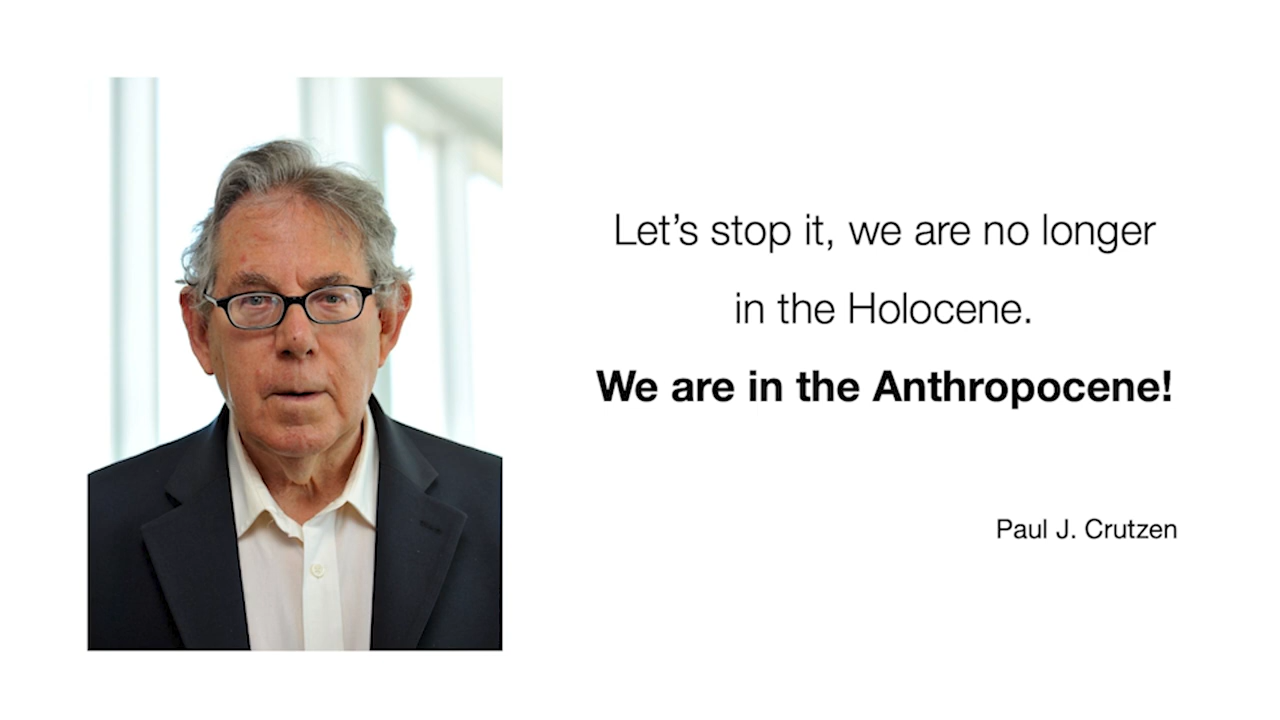 Let’s stop it, we are no longer
in the Holocene.
We are in the Anthropocene!
Paul J. Crutzen